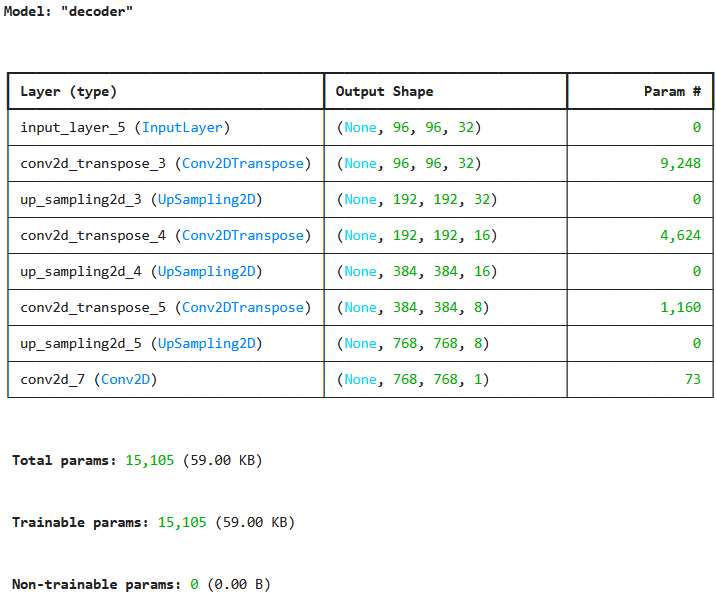 Model: "decoder"
Layer (type) Output Shape Param #
input_layer_5 (InputLayer) (None, 96, 96, 32) 0
conv2d_transpose_3 (Conv2DTranspose) (None, 96, 96, 32) 9,248
up_sampling2d_3 (UpSampling2D) (None, 192, 192, 32) 0
conv2d_transpose_4 (Conv2DTranspose) (None, 192, 192, 16) 4,624
up_sampling2d_4 (UpSampling2D) (None, 384, 384, 16) 0
conv2d_transpose_5 (Conv2DTranspose) (None, 384, 384, 8) 1,160
up_sampling2d_5 (UpSampling2D) (None, 768, 768, 8) 0
conv2d_7 (Conv2D) (None, 768, 768, 1) 73
Total params: 15,105 (59.00 KB)
Trainable params: 15,105 (59.00 KB)
Non-trainable params: 0 (0.00 B)